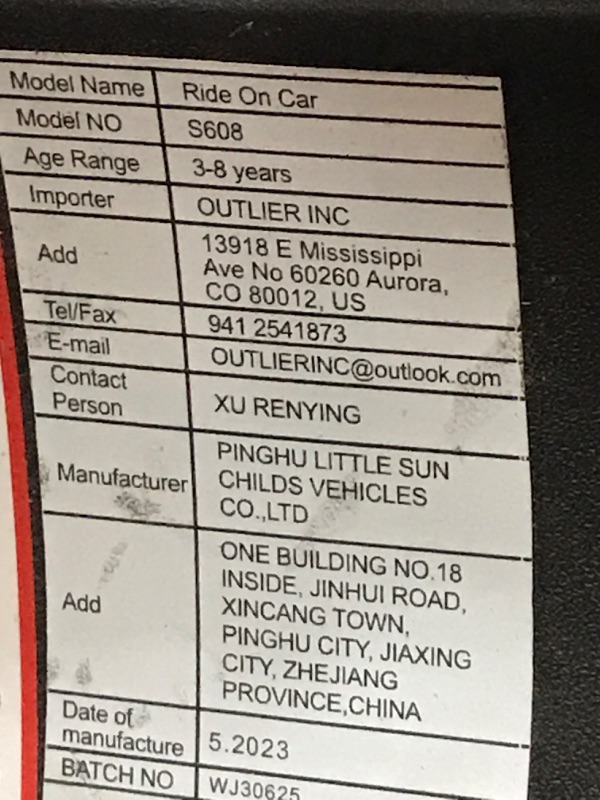 Model Name Ride On Car
Model NO S608
Age Range 3-8 years
Importer OUTLIER INC
Add 13918 E Mississippi
Ave No 60260 Aurora,
CO 80012, US
Tel/Fax 941 2541873
E-mail OUTLIERINC@outlook.com
Contact
Person XU RENYING
Manufacturer PINGHU LITTLE SUN
CHILDS VEHICLES
CO.,LTD
Add ONE BUILDING NO.18
INSIDE, JINHUI ROAD,
XINCANG TOWN,
PINGHU CITY, JIAXING
CITY, ZHEJIANG
PROVINCE,CHINA
Date of
manufacture 5.2023
BATCH NO WJ30625